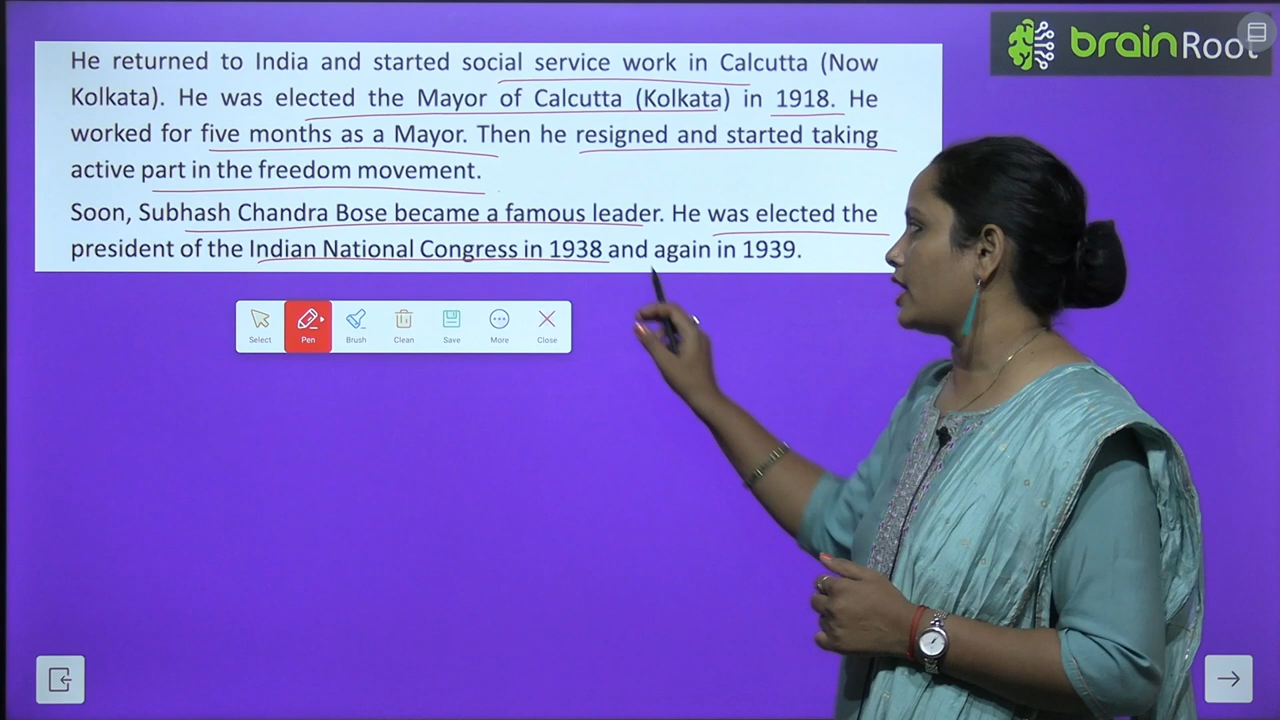 He returned to India and started social service work in Calcutta (Now
Kolkata). He was elected the Mayor of Calcutta (Kolkata) in 1918. He
worked for five months as a Mayor. Then he resigned and started taking
active part in the freedom movement.
Soon, Subhash Chandra Bose became a famous leader. He was elected the
president of the Indian National Congress in 1938 and again in 1939.
brainRoot
Select
Pen
Brush
Clean
Save
More
Close